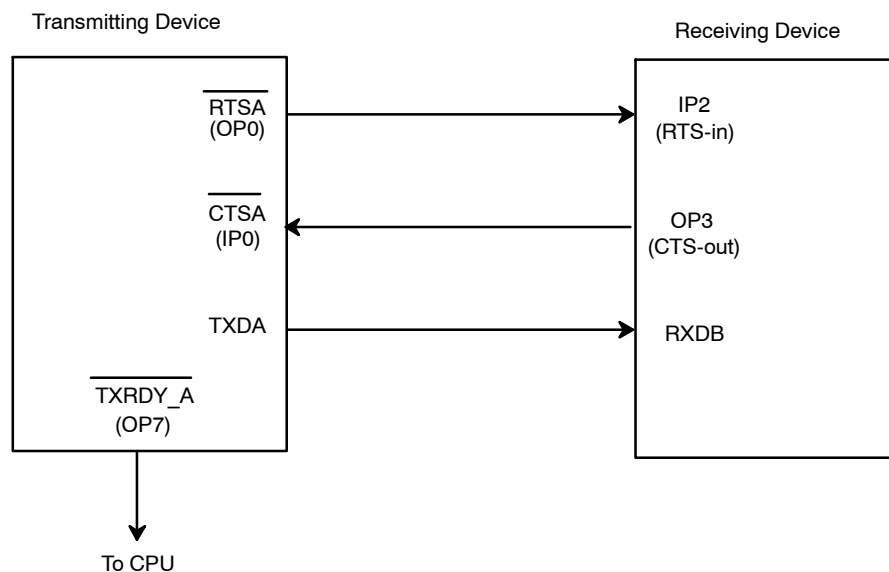 Transmitting Device
Receiving Device
RTSA
(OP0)
IP2
(RTS-in)
CTSA
(IP0)
OP3
(CTS-out)
TXDA
RXDB
TXRDY_A
(OP7)
To CPU